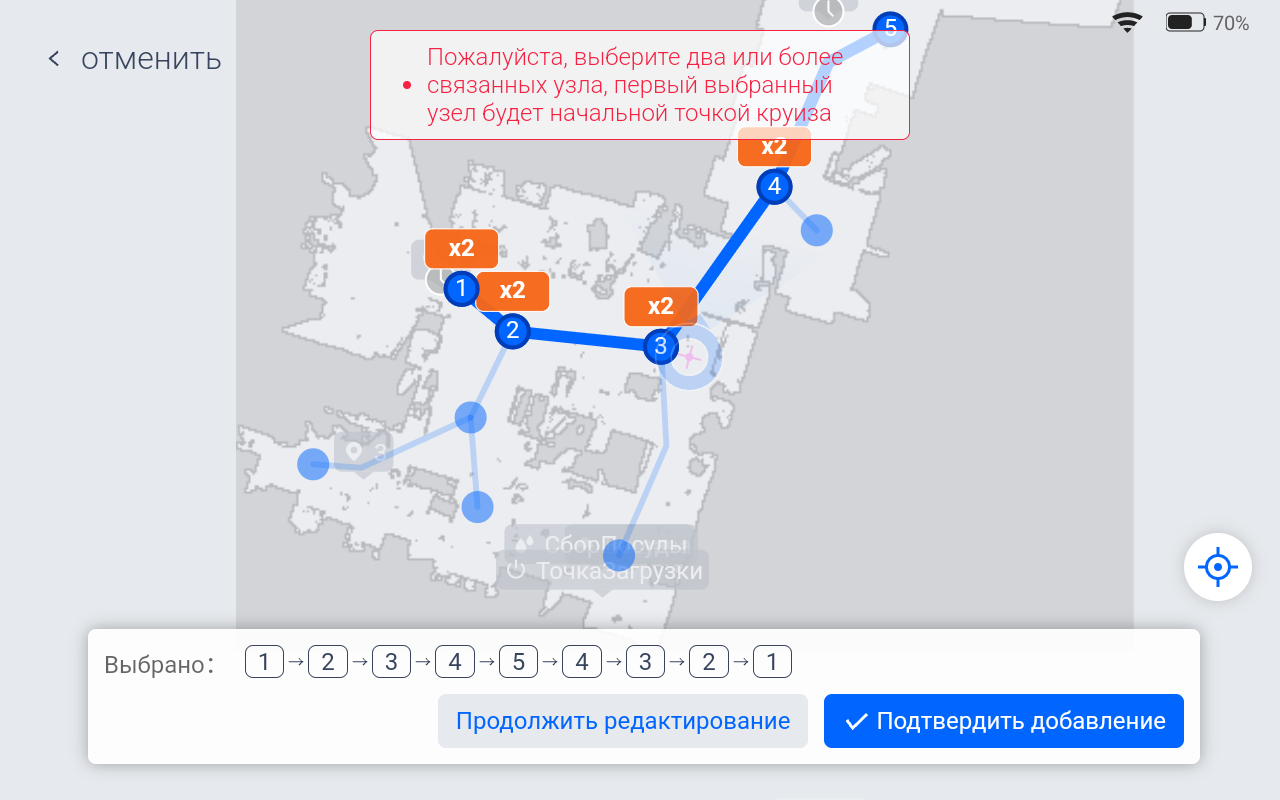 70%
отменить
5
Пожалуйста, выберите два или более
связанных узла, первый выбранный
узел будет начальной точкой круиза
x2
4
x2
1
x2
2
x2
3
3
СборПосуды
ТочкаЗагрузки
Выбрано: 1→2→3→4→5→4→3→2→1
Продолжить редактирование
Подтвердить добавление